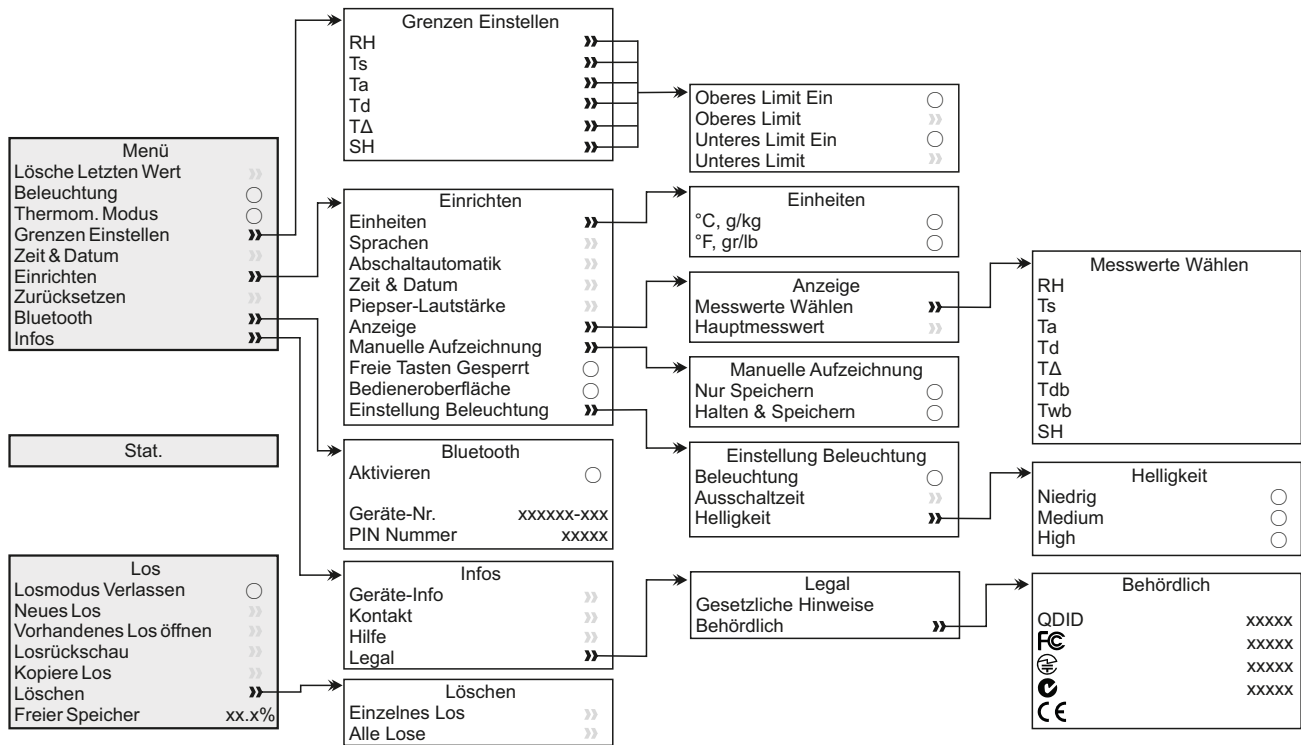 Menü
Lösche Letzten Wert
Beleuchtung
Thermom. Modus
Grenzen Einstellen
Zeit & Datum
Einrichten
Zurücksetzen
Bluetooth
Infos
Stat.
Los
Losmodus Verlassen
Neues Los
Vorhandenes Los öffnen
Losrückschau
Kopiere Los
Löschen
Freier Speicher xx.x%
Grenzen Einstellen
RH
Ts
Ta
Td
TΔ
SH
Einrichten
Einheiten
Sprachen
Abschaltautomatik
Zeit & Datum
Piepser-Lautstärke
Anzeige
Manuelle Aufzeichnung
Freie Tasten Gesperrt
Bedieneroberfläche
Einstellung Beleuchtung
Bluetooth
Aktivieren
Geräte-Nr. xxxxxx-xxx
PIN Nummer xxxxx
Infos
Geräte-Info
Kontakt
Hilfe
Legal
Löschen
Einzelnes Los
Alle Lose
Oberes Limit Ein
Oberes Limit
Unteres Limit Ein
Unteres Limit
Einheiten
°C, g/kg
°F, gr/lb
Anzeige
Messwerte Wählen
Hauptmesswert
Manuelle Aufzeichnung
Nur Speichern
Halten & Speichern
Einstellung Beleuchtung
Beleuchtung
Ausschaltzeit
Helligkeit
Legal
Gesetzliche Hinweise
Behördlich
Messwerte Wählen
RH
Ts
Ta
Td
TΔ
Tdb
Twb
SH
Helligkeit
Niedrig
Medium
High
Behördlich
QDID xxxxx
FC xxxxx
xxxxx
xxxxx
CE